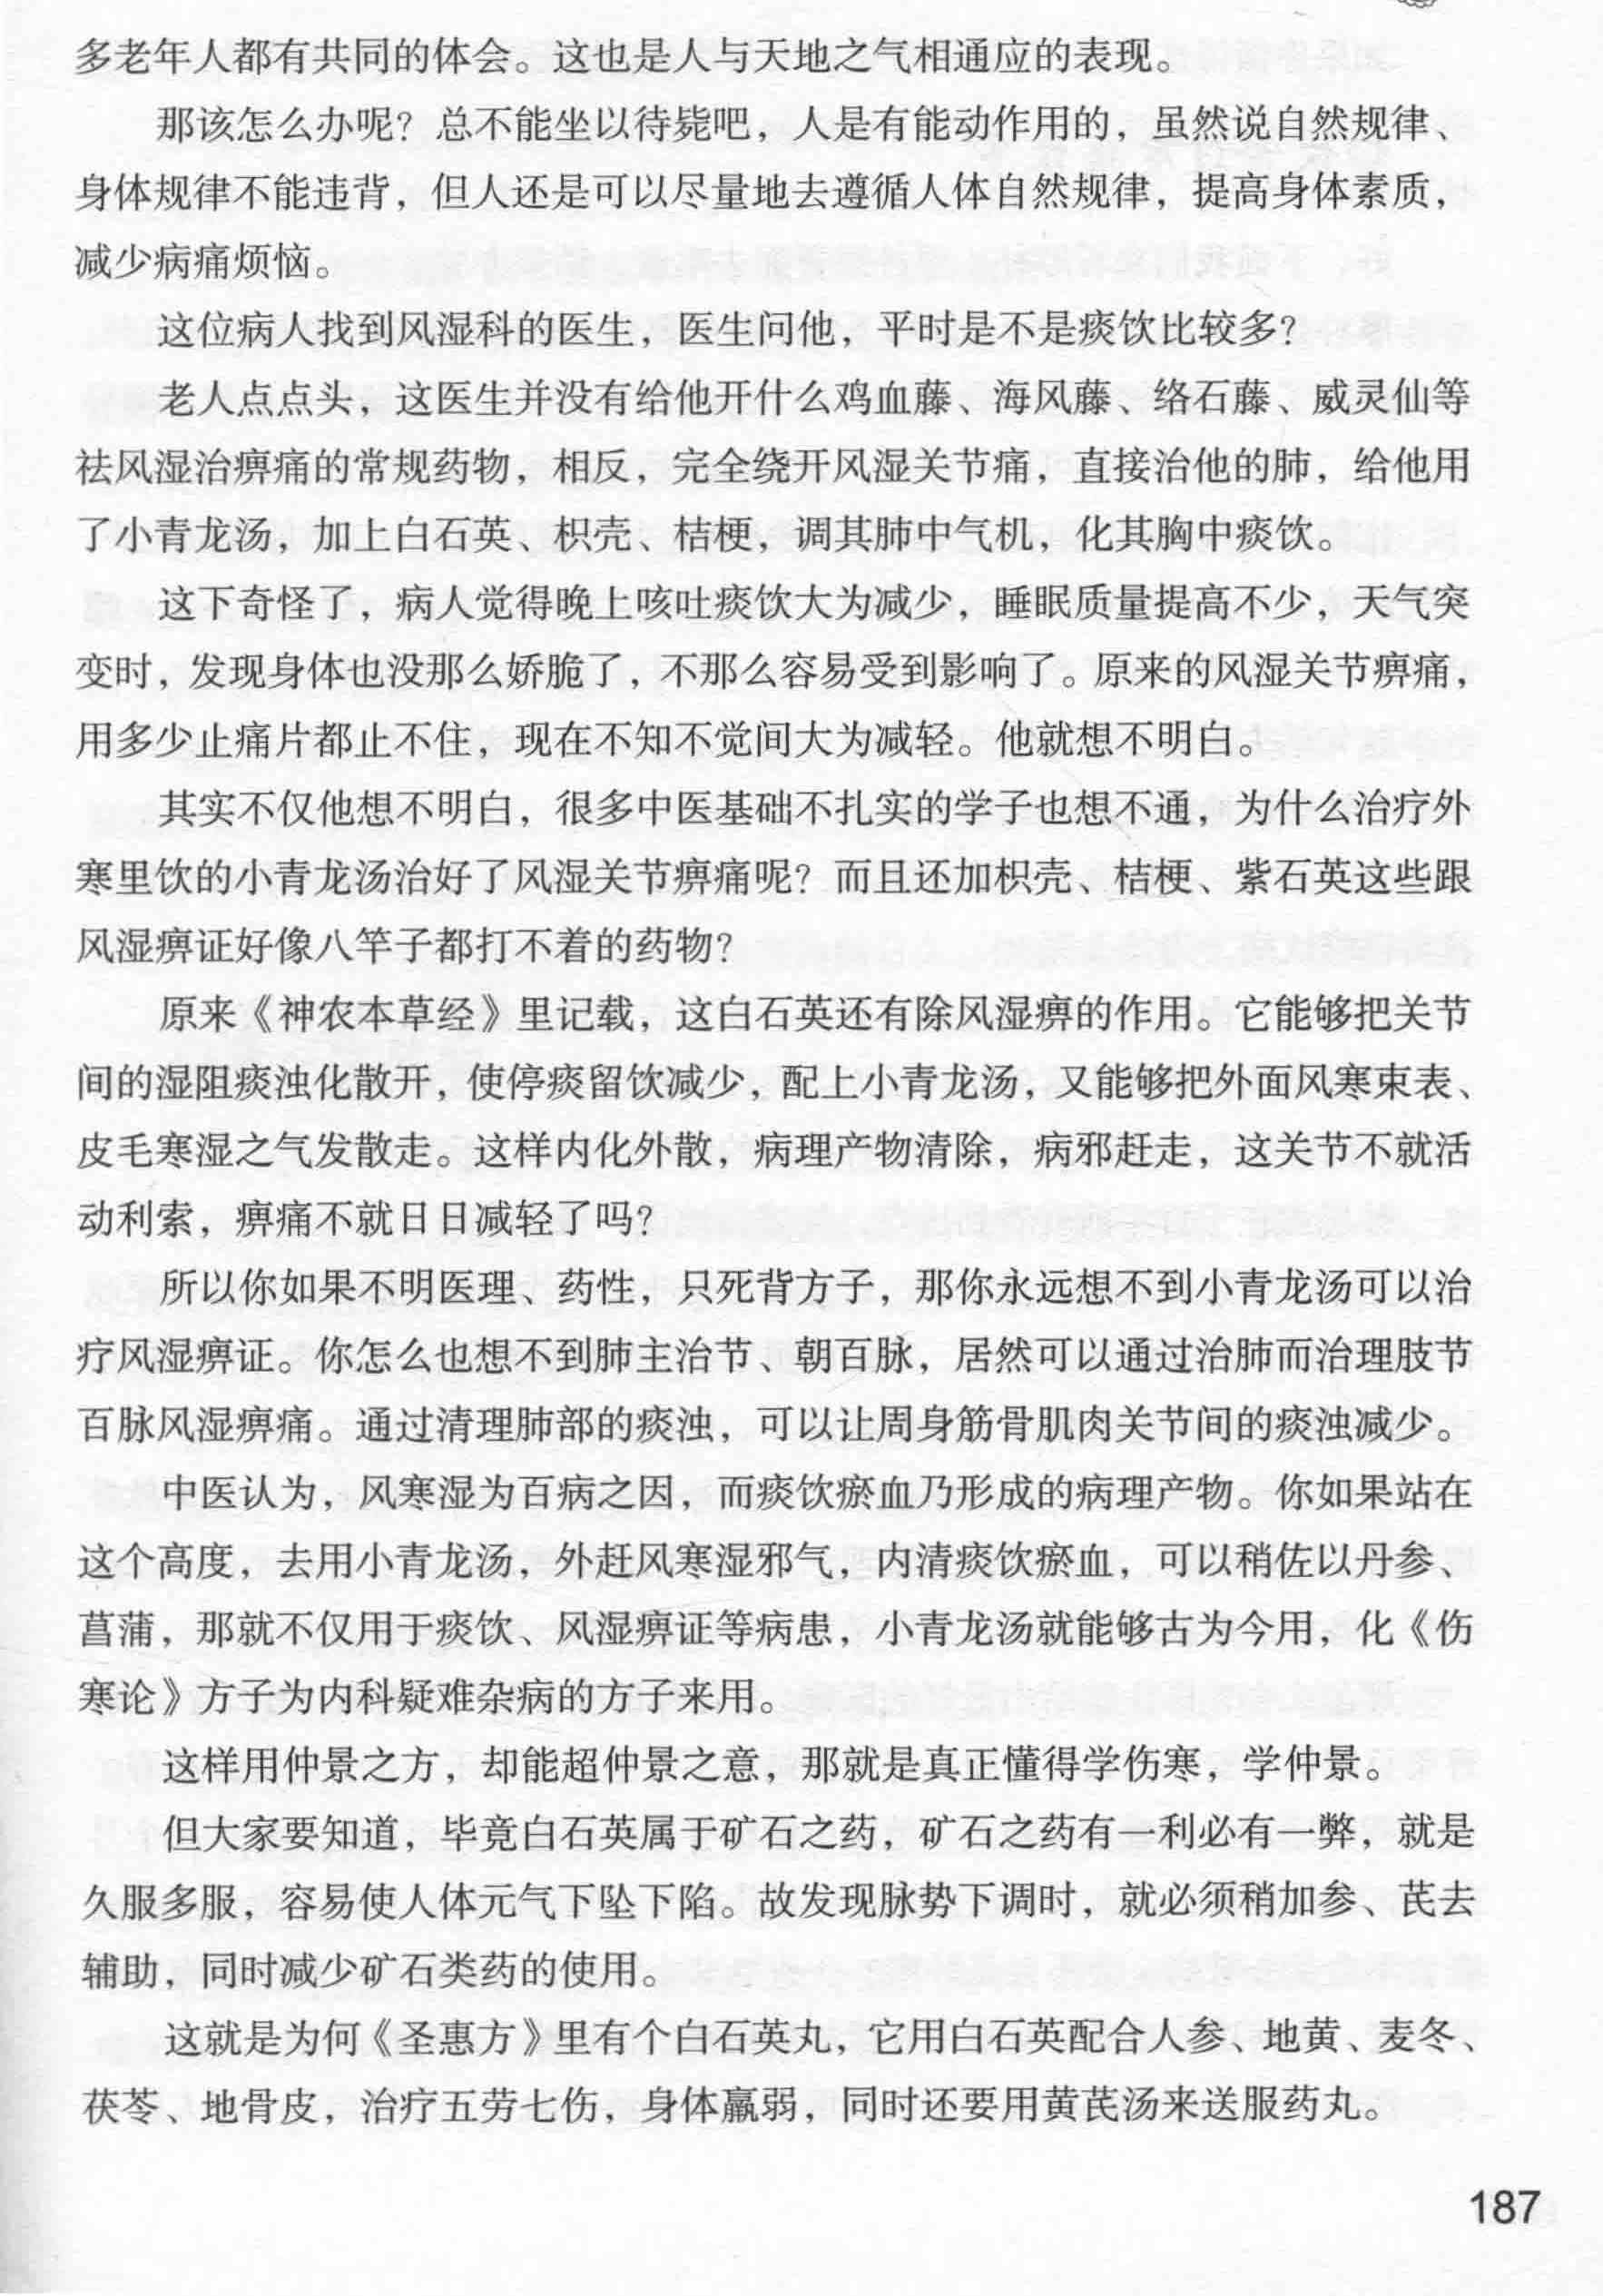 多老年人都有共同的体会。这也是人与天地之气相通应的表现。
那该怎么办呢？总不能坐以待毙吧，人是有能动作用的，虽然说自然规律、
身体规律不能违背，但人还是可以尽量地去遵循人体自然规律，提高身体素质，
减少病痛烦恼。
这位病人找到风湿科的医生，医生问他，平时是不是痰饮比较多？
老人点点头，这医生并没有给他开什么鸡血藤、海风藤、络石藤、威灵仙等
祛风湿治痹痛的常规药物，相反，完全绕开风湿关节痛，直接治他的肺，给他用
了小青龙汤，加上白石英、枳壳、桔梗，调其肺中气机，化其胸中痰饮。
这下奇怪了，病人觉得晚上咳吐痰饮大为减少，睡眠质量提高不少，天气突
变时，发现身体也没那么娇脆了，不那么容易受到影响了。原来的风湿关节痹痛，
用多少止痛片都止不住，现在不知不觉间大为减轻。他就想不明白。
其实不仅他想不明白，很多中医基础不扎实的学子也想不通，为什么治疗外
寒里饮的小青龙汤治好了风湿关节痹痛呢？而且还加枳壳、桔梗、紫石英这些跟
风湿痹证好像八竿子都打不着的药物？
原来《神农本草经》里记载，这白石英还有除风湿痹的作用。它能够把关节
间的湿阻痰浊化散开，使停痰留饮减少，配上小青龙汤，又能够把外面风寒束表、
皮毛寒湿之气发散走。这样内化外散，病理产物清除，病邪赶走，这关节不就活
动利索，痹痛不就日日减轻了吗？
所以你如果不明医理、药性，只死背方子，那你永远想不到小青龙汤可以治
疗风湿痹证。你怎么也想不到肺主治节、朝百脉，居然可以通过治肺而治理肢节
百脉风湿痹痛。通过清理肺部的痰浊，可以让周身筋骨肌肉关节间的痰浊减少。
中医认为，风寒湿为百病之因，而痰饮瘀血乃形成的病理产物。你如果站在
这个高度，去用小青龙汤，外赶风寒湿邪气，内清痰饮瘀血，可以稍佐以丹参、
菖蒲，那就不仅用于痰饮、风湿痹证等病患，小青龙汤就能够古为今用，化《伤
寒论》方子为内科疑难杂病的方子来用。
这样用仲景之方，却能超仲景之意，那就是真正懂得学伤寒，学仲景。
但大家要知道，毕竟白石英属于矿石之药，矿石之药有一利必有一弊，就是
久服多服，容易使人体元气下坠下陷。故发现脉势下调时，就必须稍加参、芪去
辅助，同时减少矿石类药的使用。
这就是为何《圣惠方》里有个白石英丸，它用白石英配合人参、地黄、麦冬、
茯苓、地骨皮，治疗五劳七伤，身体羸弱，同时还要用黄芪汤来送服药丸。
187